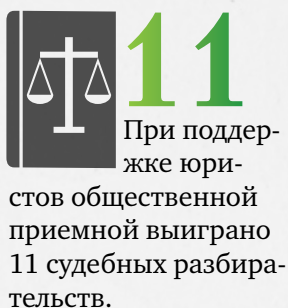 11
При поддер-
жке юри-
стов общественной
приемной выиграно
11 судебных разбира-
тельств.